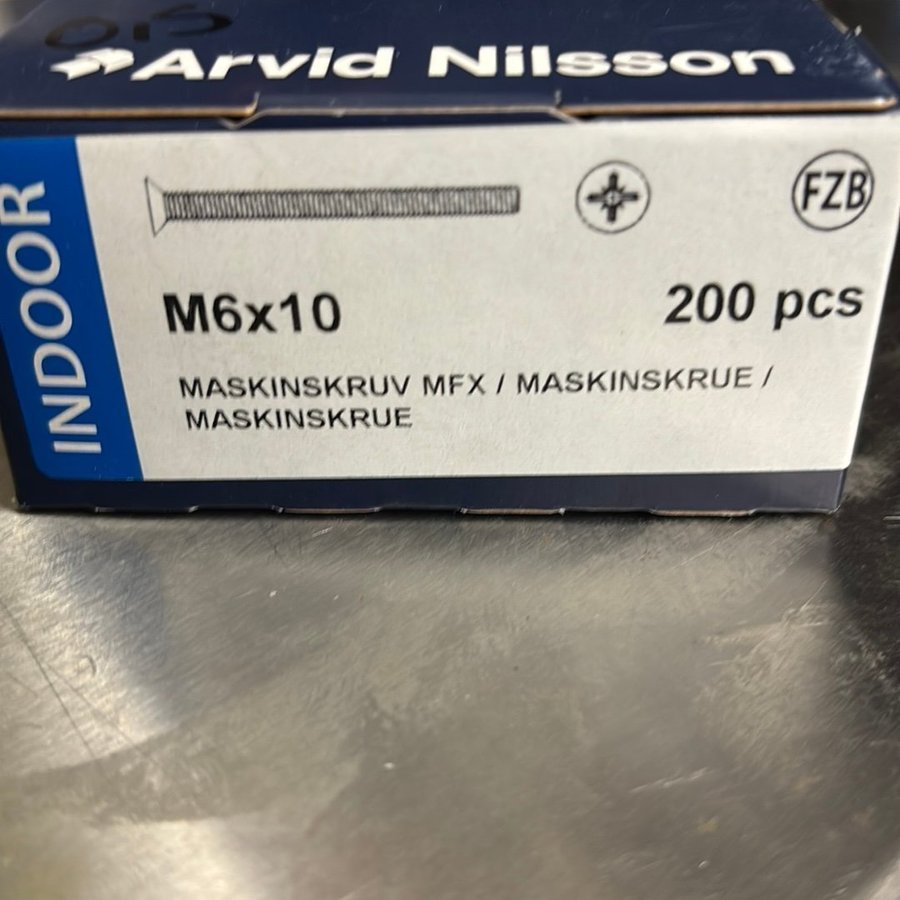 Arvid Nilsson
INDOOR
FZB
M6x10
200 pcs
MASKINSKRUV MFX / MASKINSKRUE /
MASKINSKRUE